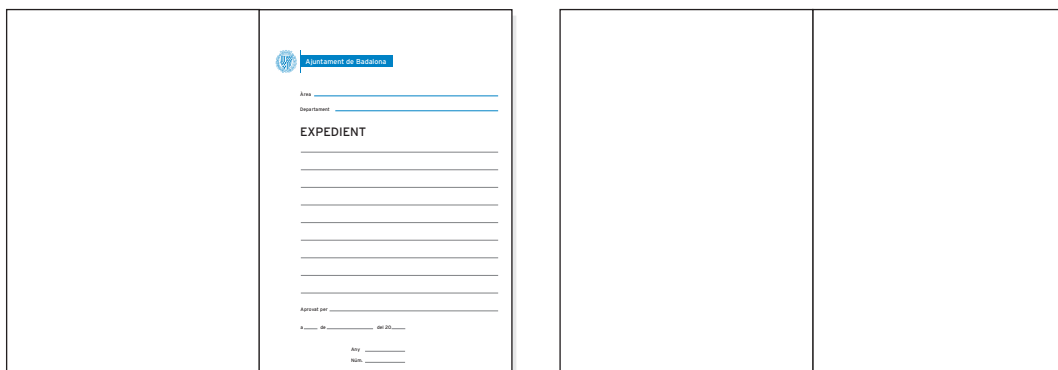 Ajuntament de Badalona
Àrea
Departament
EXPEDIENT
Aprovat per
a de del 20
Any
Núm.